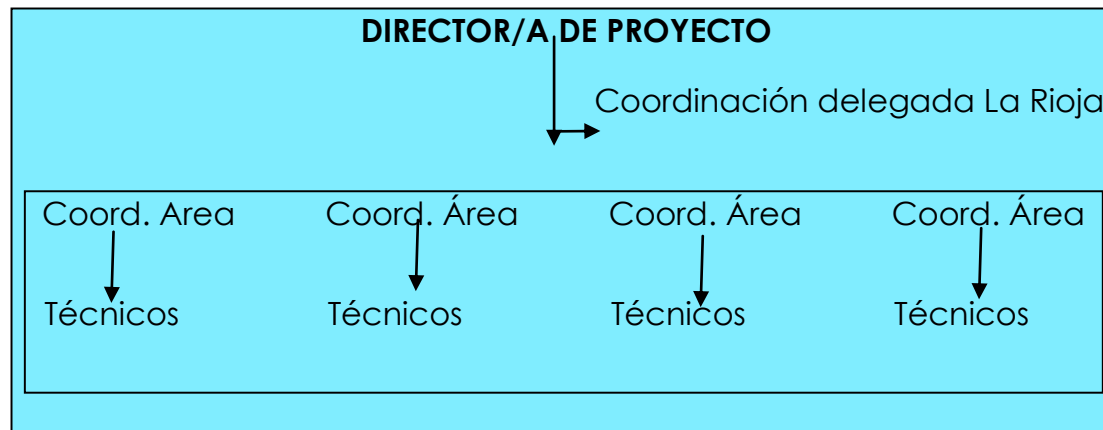 DIRECTOR/A DE PROYECTO
Coordinación delegada La Rioja
Coord. Area Coord. Área Coord. Área Coord. Área
Técnicos Técnicos Técnicos Técnicos